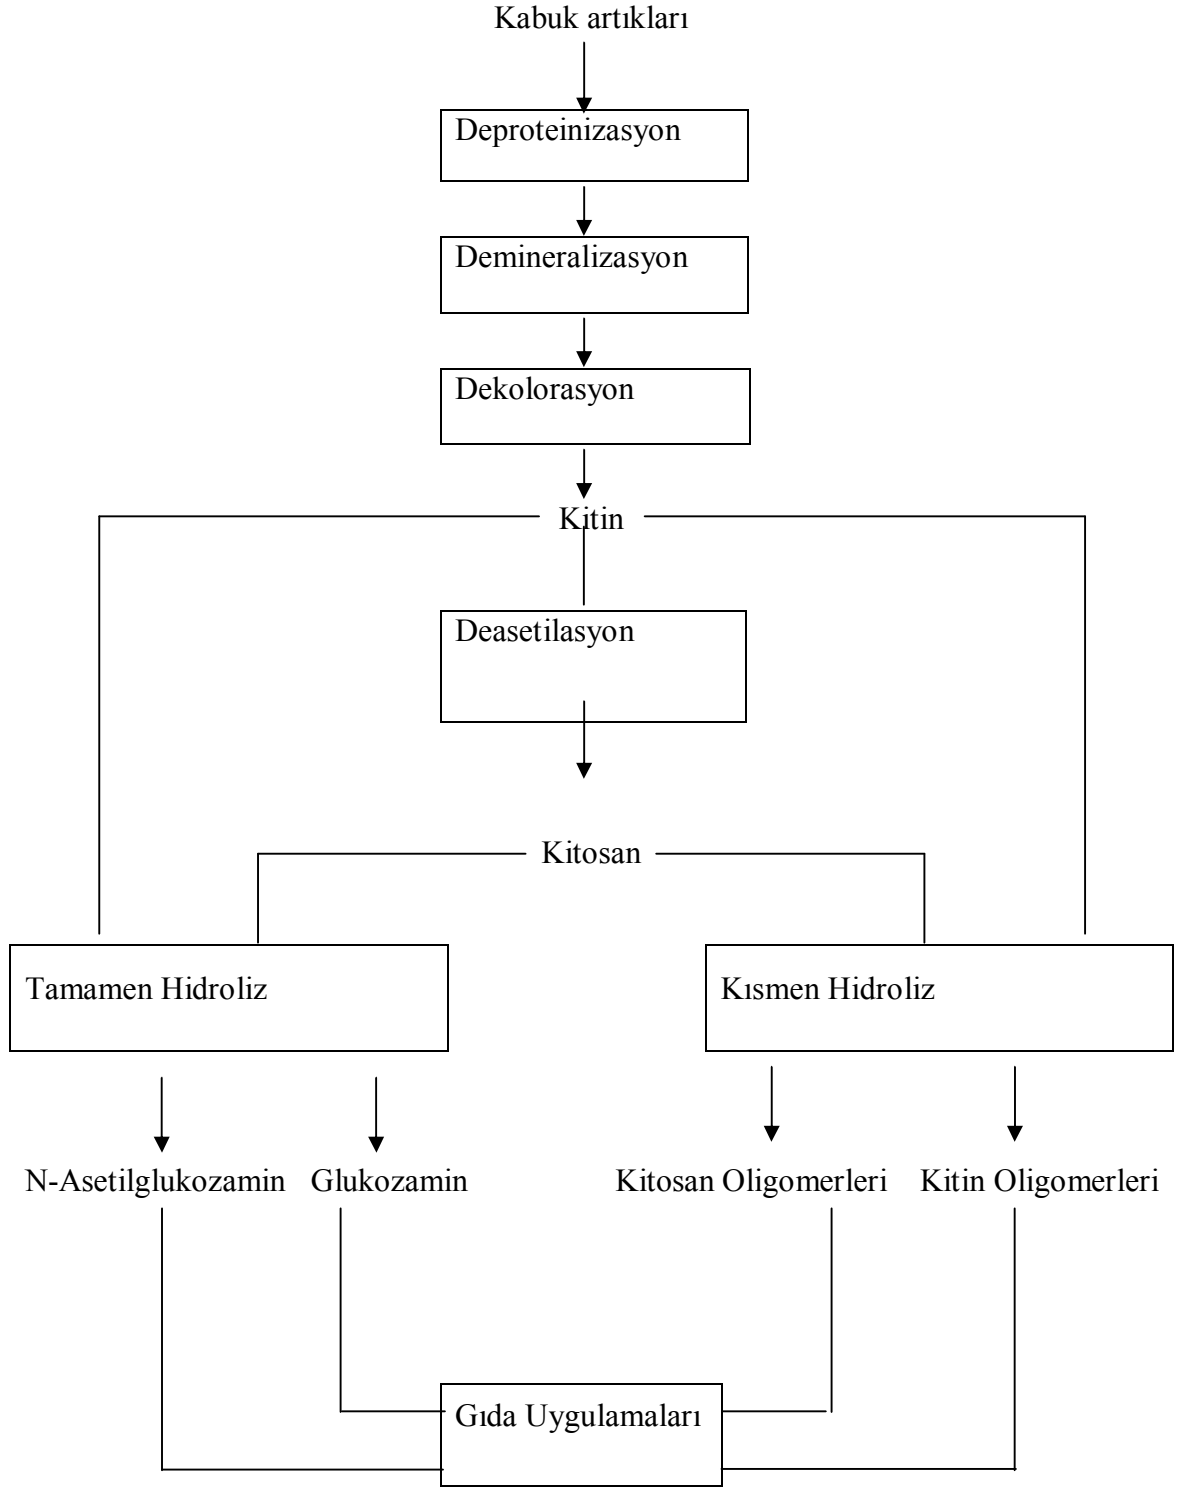 Kabuk artıkları
Deproteinizasyon
Demineralizasyon
Dekolorasyon
Kitin
Deasetilasyon
Kitosan
Tamamen Hidroliz
Kısmen Hidroliz
N-Asetilglukozamin
Glukozamin
Kitosan Oligomerleri
Kitin Oligomerleri
Gıda Uygulamaları